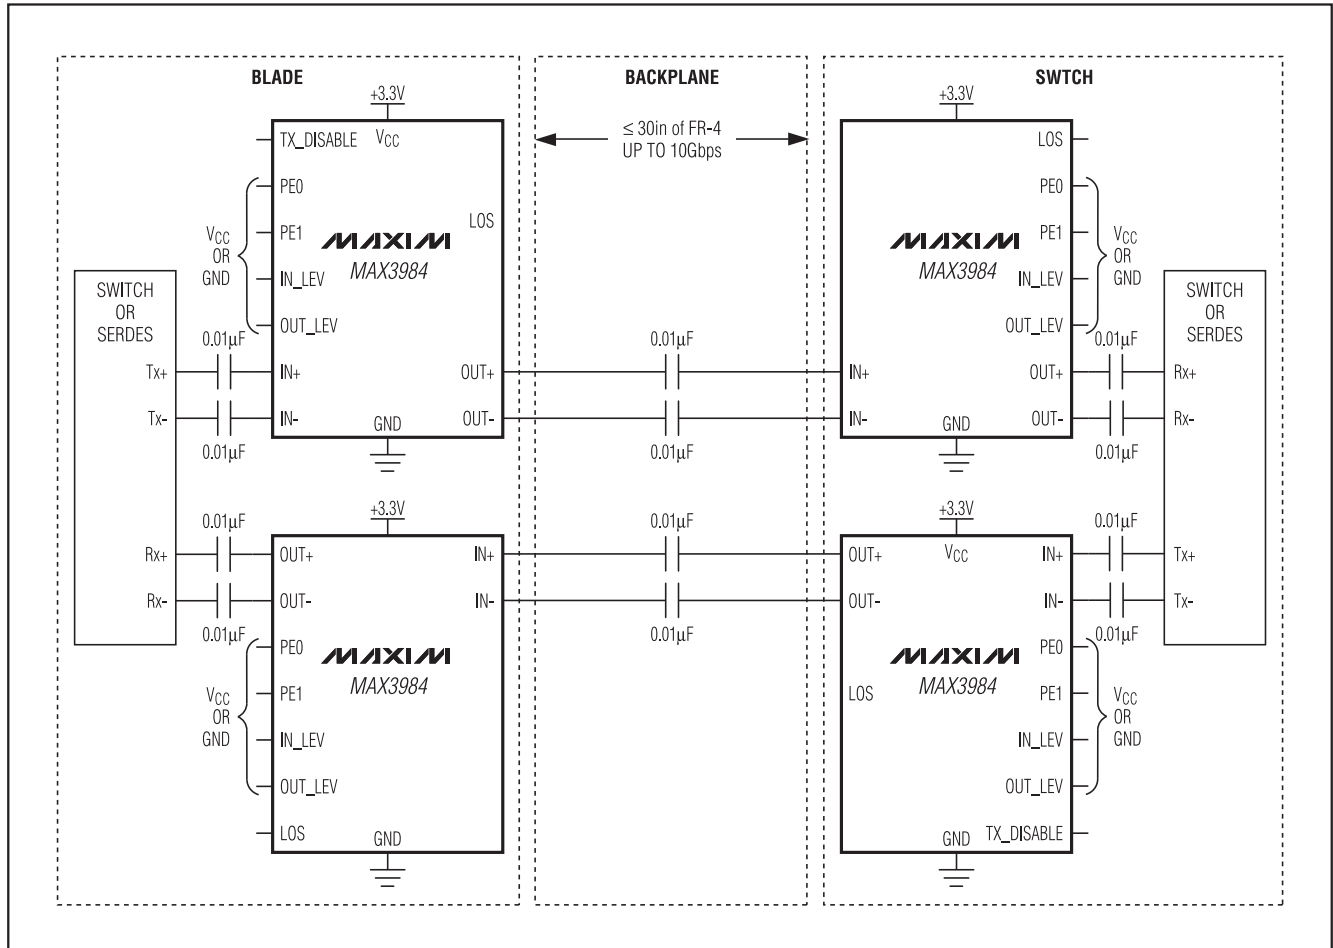 BLADE
BACKPLANE
SWTCH
+3.3V
+3.3V
TX_DISABLE
VCC
≤ 30in of FR-4
UP TO 10Gbps
LOS
PE0
PE0
LOS
PE1
PE1
VCC
OR
GND
MAXIM
MAX3984
MAXIM
MAX3984
VCC
OR
GND
IN_LEV
IN_LEV
SWITCH
OR
SERDES
SWITCH
OR
SERDES
OUT_LEV
OUT_LEV
0.01µF
0.01µF
0.01µF
Tx+
IN+
OUT+
IN+
OUT+
Rx+
Tx-
IN-
GND
OUT-
IN-
GND
OUT-
Rx-
0.01µF
0.01µF
0.01µF
+3.3V
+3.3V
0.01µF
0.01µF
0.01µF
Rx+
OUT+
IN+
OUT+
VCC
IN+
Tx+
Rx-
OUT-
IN-
OUT-
IN-
Tx-
0.01µF
0.01µF
0.01µF
PE0
PE0
MAXIM
MAX3984
MAXIM
MAX3984
VCC
OR
GND
PE1
LOS
PE1
VCC
OR
GND
IN_LEV
IN_LEV
OUT_LEV
OUT_LEV
LOS
GND
GND
TX_DISABLE